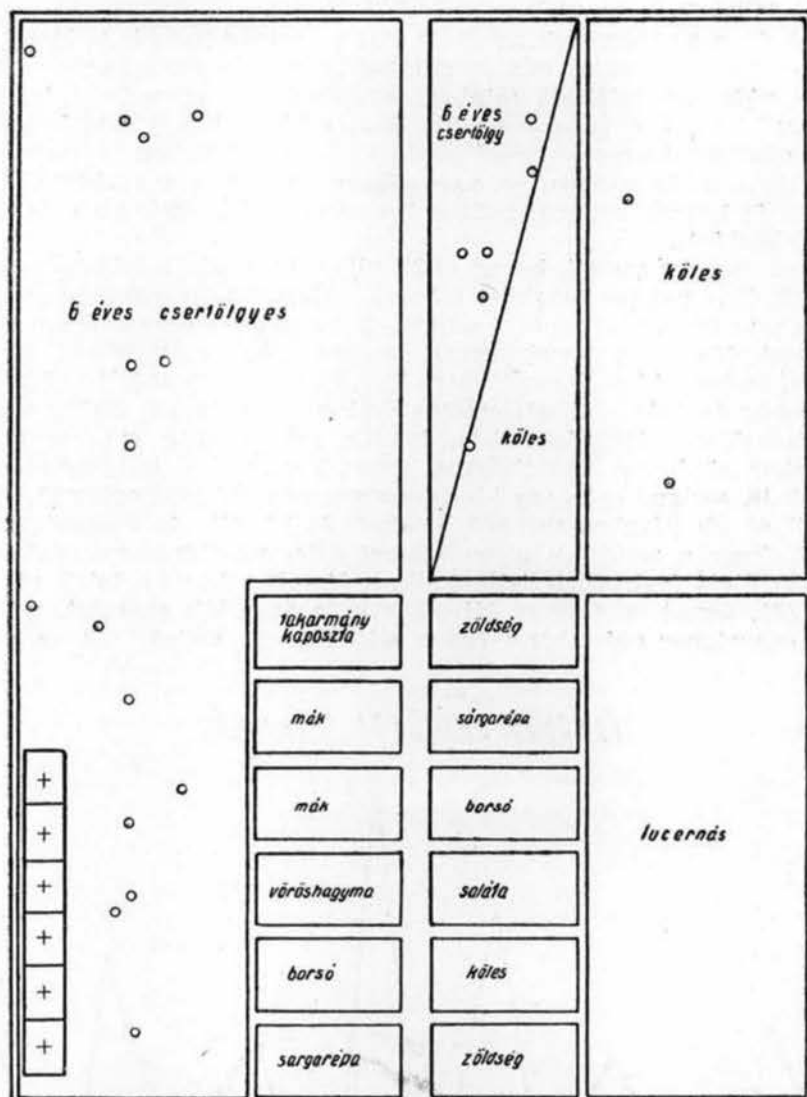 6 éves
csertölgy
köles
6 éves csertölgyes
köles
takarmány
káposzta
zöldség
mák
sárgarépa
mák
borsó
lucernás
vöröshagyma
saláta
borsó
köles
sargarépa
zöldség